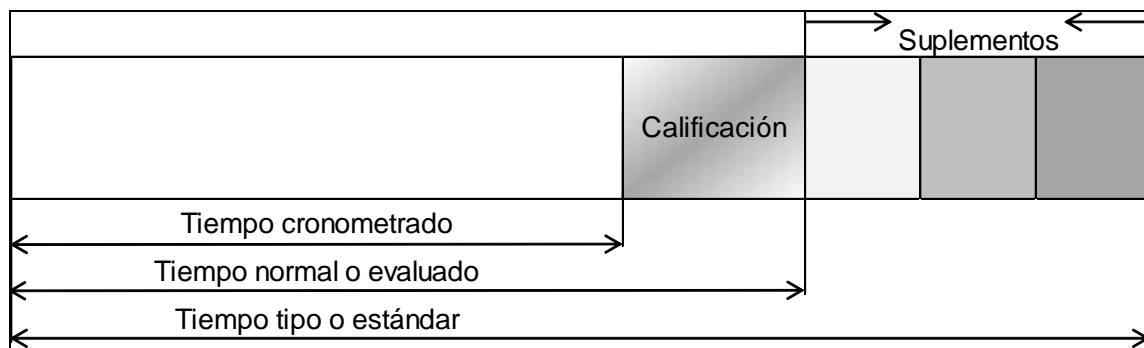 Suplementos
Calificación
Tiempo cronometrado
Tiempo normal o evaluado
Tiempo tipo o estándar